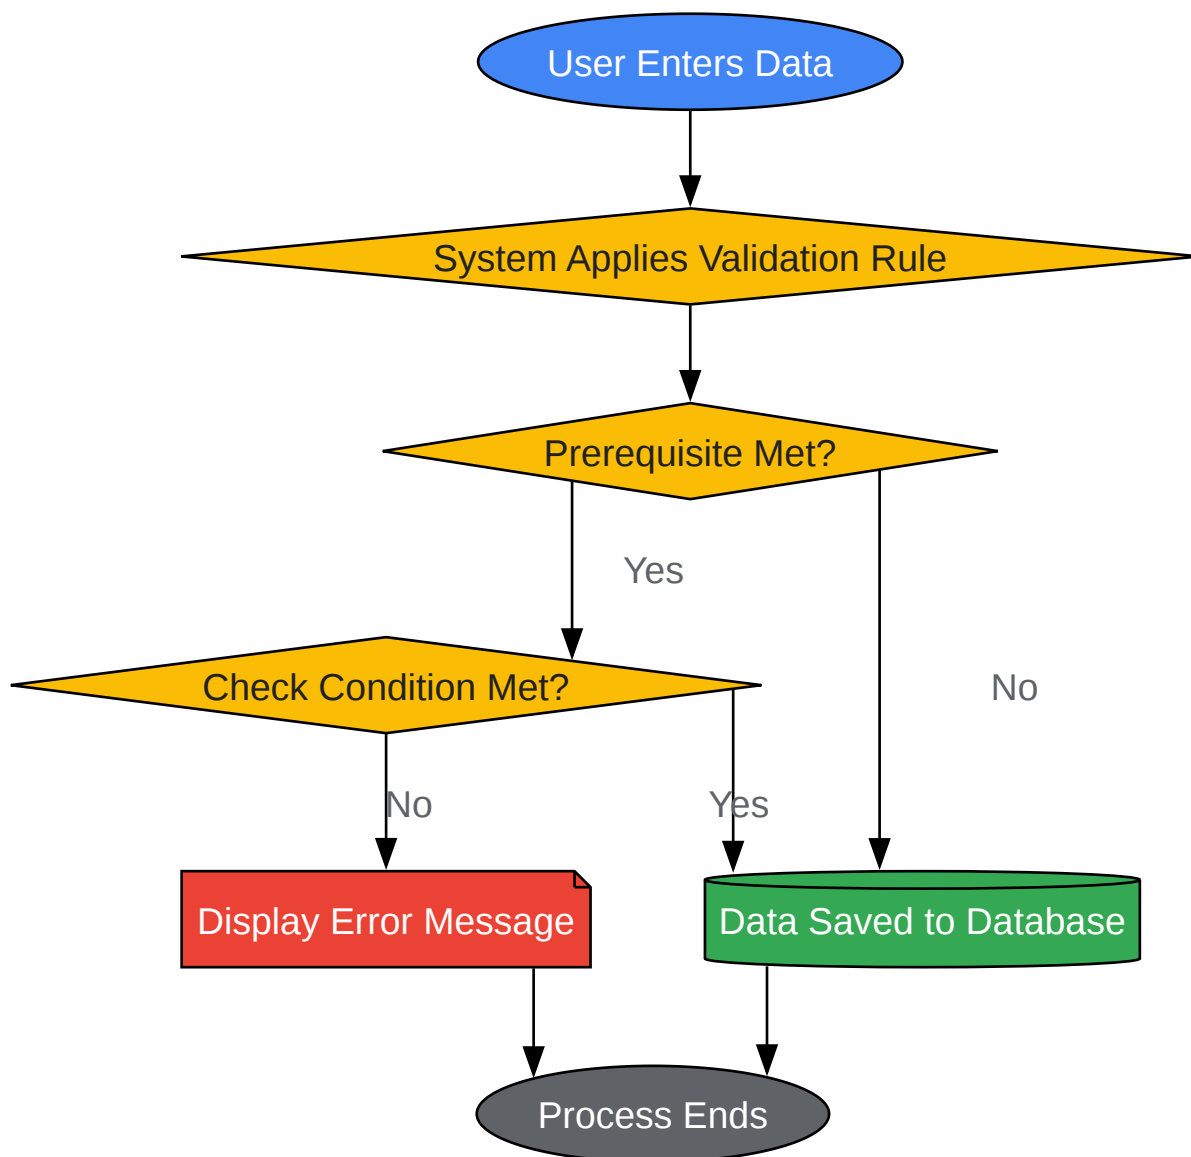 User Enters Data
System Applies Validation Rule
Prerequisite Met?
Yes
Check Condition Met?
No
No
Yes
Display Error Message
Data Saved to Database
Process Ends